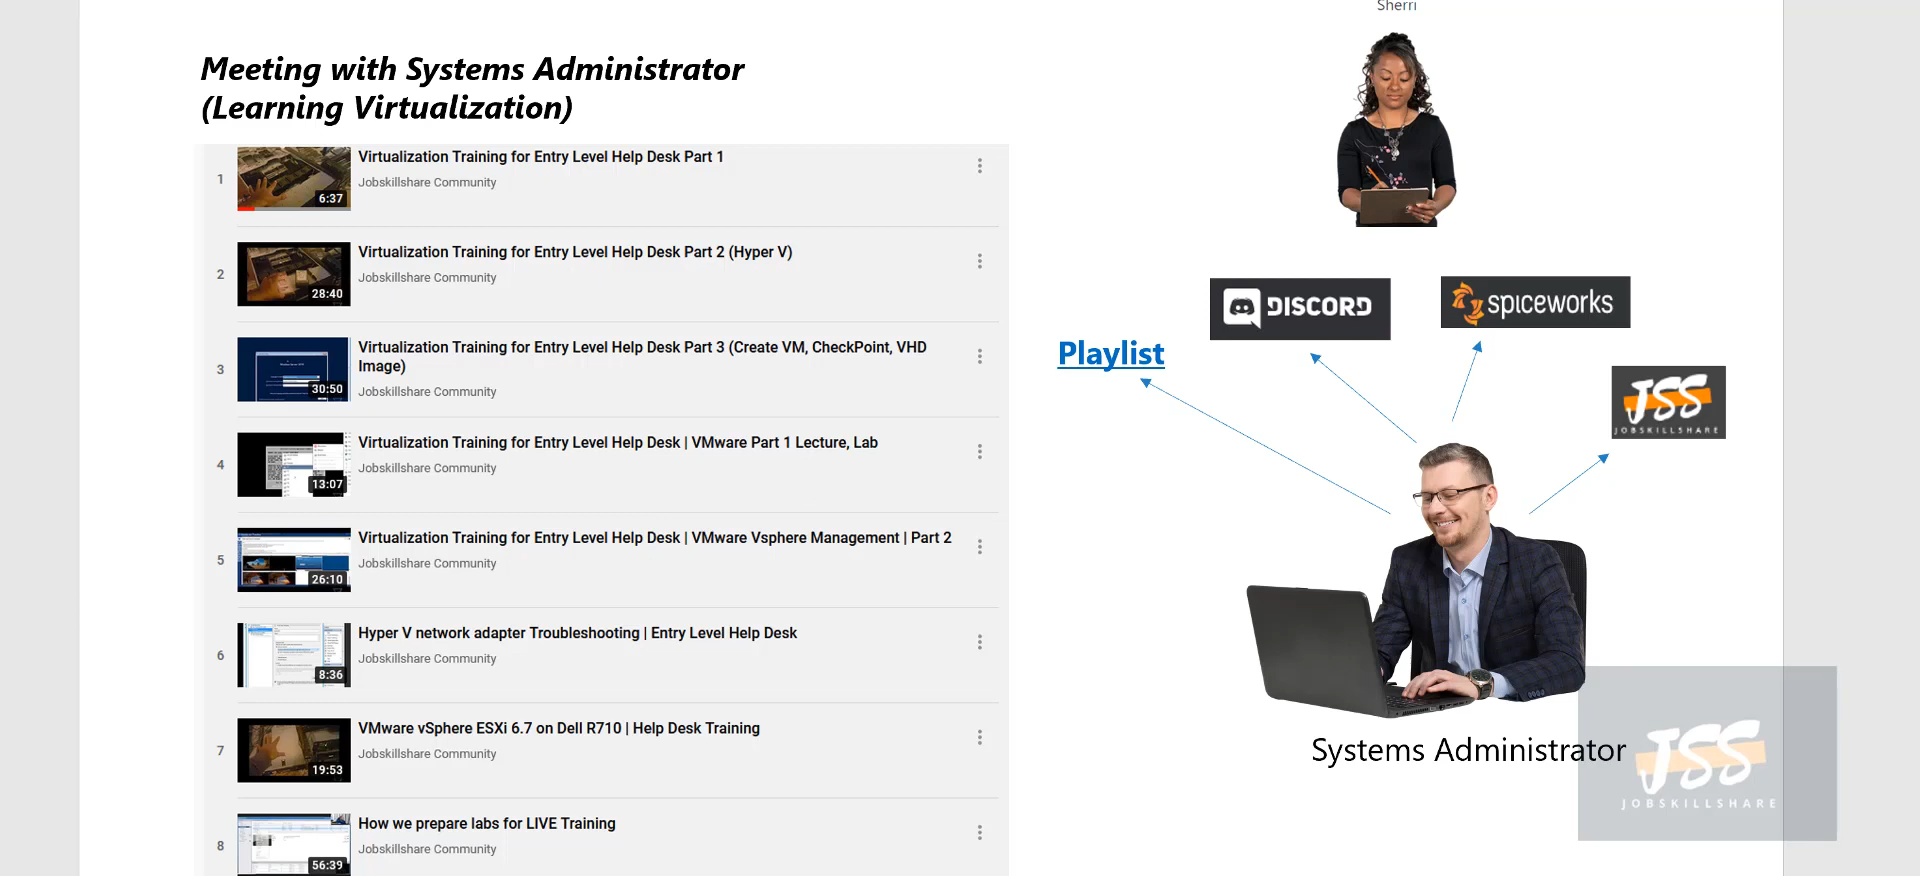 Sherri
Meeting with Systems Administrator
(Learning Virtualization)
1
6:37
Virtualization Training for Entry Level Help Desk Part 1
Jobskillshare Community
2
28:40
Virtualization Training for Entry Level Help Desk Part 2 (Hyper V)
Jobskillshare Community
3
30:50
Virtualization Training for Entry Level Help Desk Part 3 (Create VM, CheckPoint, VHD
Image)
Jobskillshare Community
4
13:07
Virtualization Training for Entry Level Help Desk | VMware Part 1 Lecture, Lab
Jobskillshare Community
5
26:10
Virtualization Training for Entry Level Help Desk | VMware Vsphere Management | Part 2
Jobskillshare Community
6
8:36
Hyper V network adapter Troubleshooting | Entry Level Help Desk
Jobskillshare Community
7
19:53
VMware vSphere ESXi 6.7 on Dell R710 | Help Desk Training
Jobskillshare Community
8
56:39
How we prepare labs for LIVE Training
Jobskillshare Community
DISCORD
spiceworks
Playlist
JSS
JOBSKILLSHARE
Systems Administrator
JSS
JOBSKILLSHARE